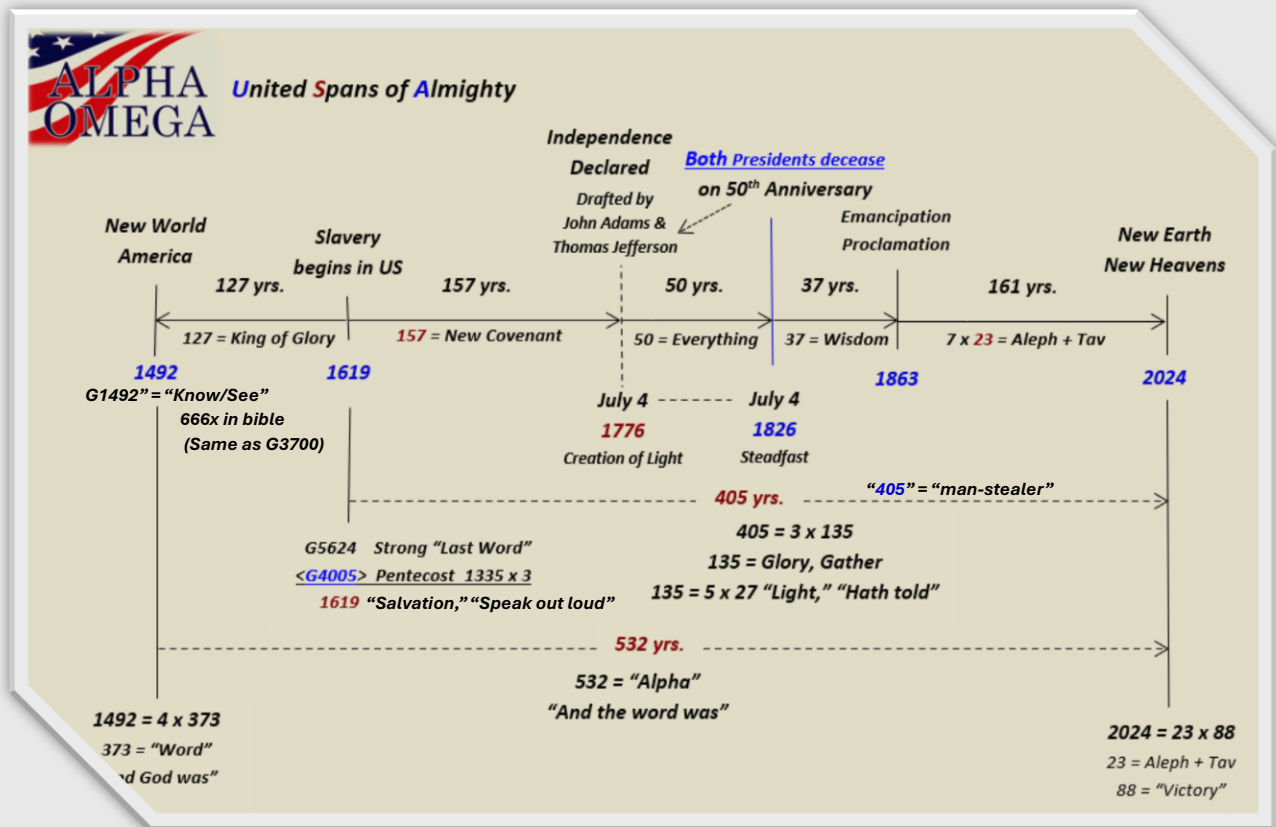 ALPHA
OMEGA
United Spans of Almighty
Independence
Declared
Drafted by
John Adams &
Thomas Jefferson
Both Presidents decease
on 50th Anniversary
Emancipation
Proclamation
New World
America
Slavery
begins in US
New Earth
New Heavens
127 yrs.
157 yrs.
50 yrs.
37 yrs.
161 yrs.
127 = King of Glory
157 = New Covenant
50 = Everything
37 = Wisdom
7 x 23 = Aleph + Tav
1492
1619
1863
2024
G1492” = “Know/See”
666x in bible
(Same as G3700)
July 4
July 4
1776
1826
Creation of Light
Steadfast
405 yrs.
“405” = “man-stealer”
405 = 3 x 135
135 = Glory, Gather
135 = 5 x 27 “Light,” “Hath told”
G5624 Strong “Last Word”
<G4005> Pentecost 1335 x 3
1619 “Salvation,” “Speak out loud”
532 yrs.
532 = “Alpha”
“And the word was”
1492 = 4 x 373
373 = “Word”
God was”
2024 = 23 x 88
23 = Aleph + Tav
88 = “Victory”